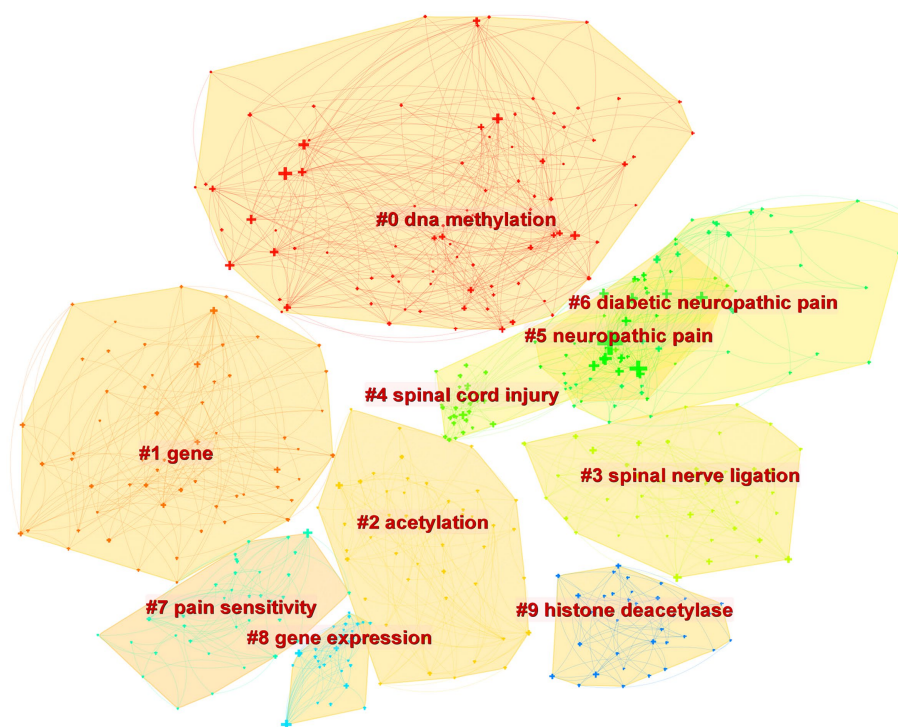 #0 dna methylation
#6 diabetic neuropathic pain
#5 neuropathic pain
#4 spinal cord injury
#1 gene
#3 spinal nerve ligation
#2 acetylation
#7 pain sensitivity
#9 histone deacetylase
#8 gene expression